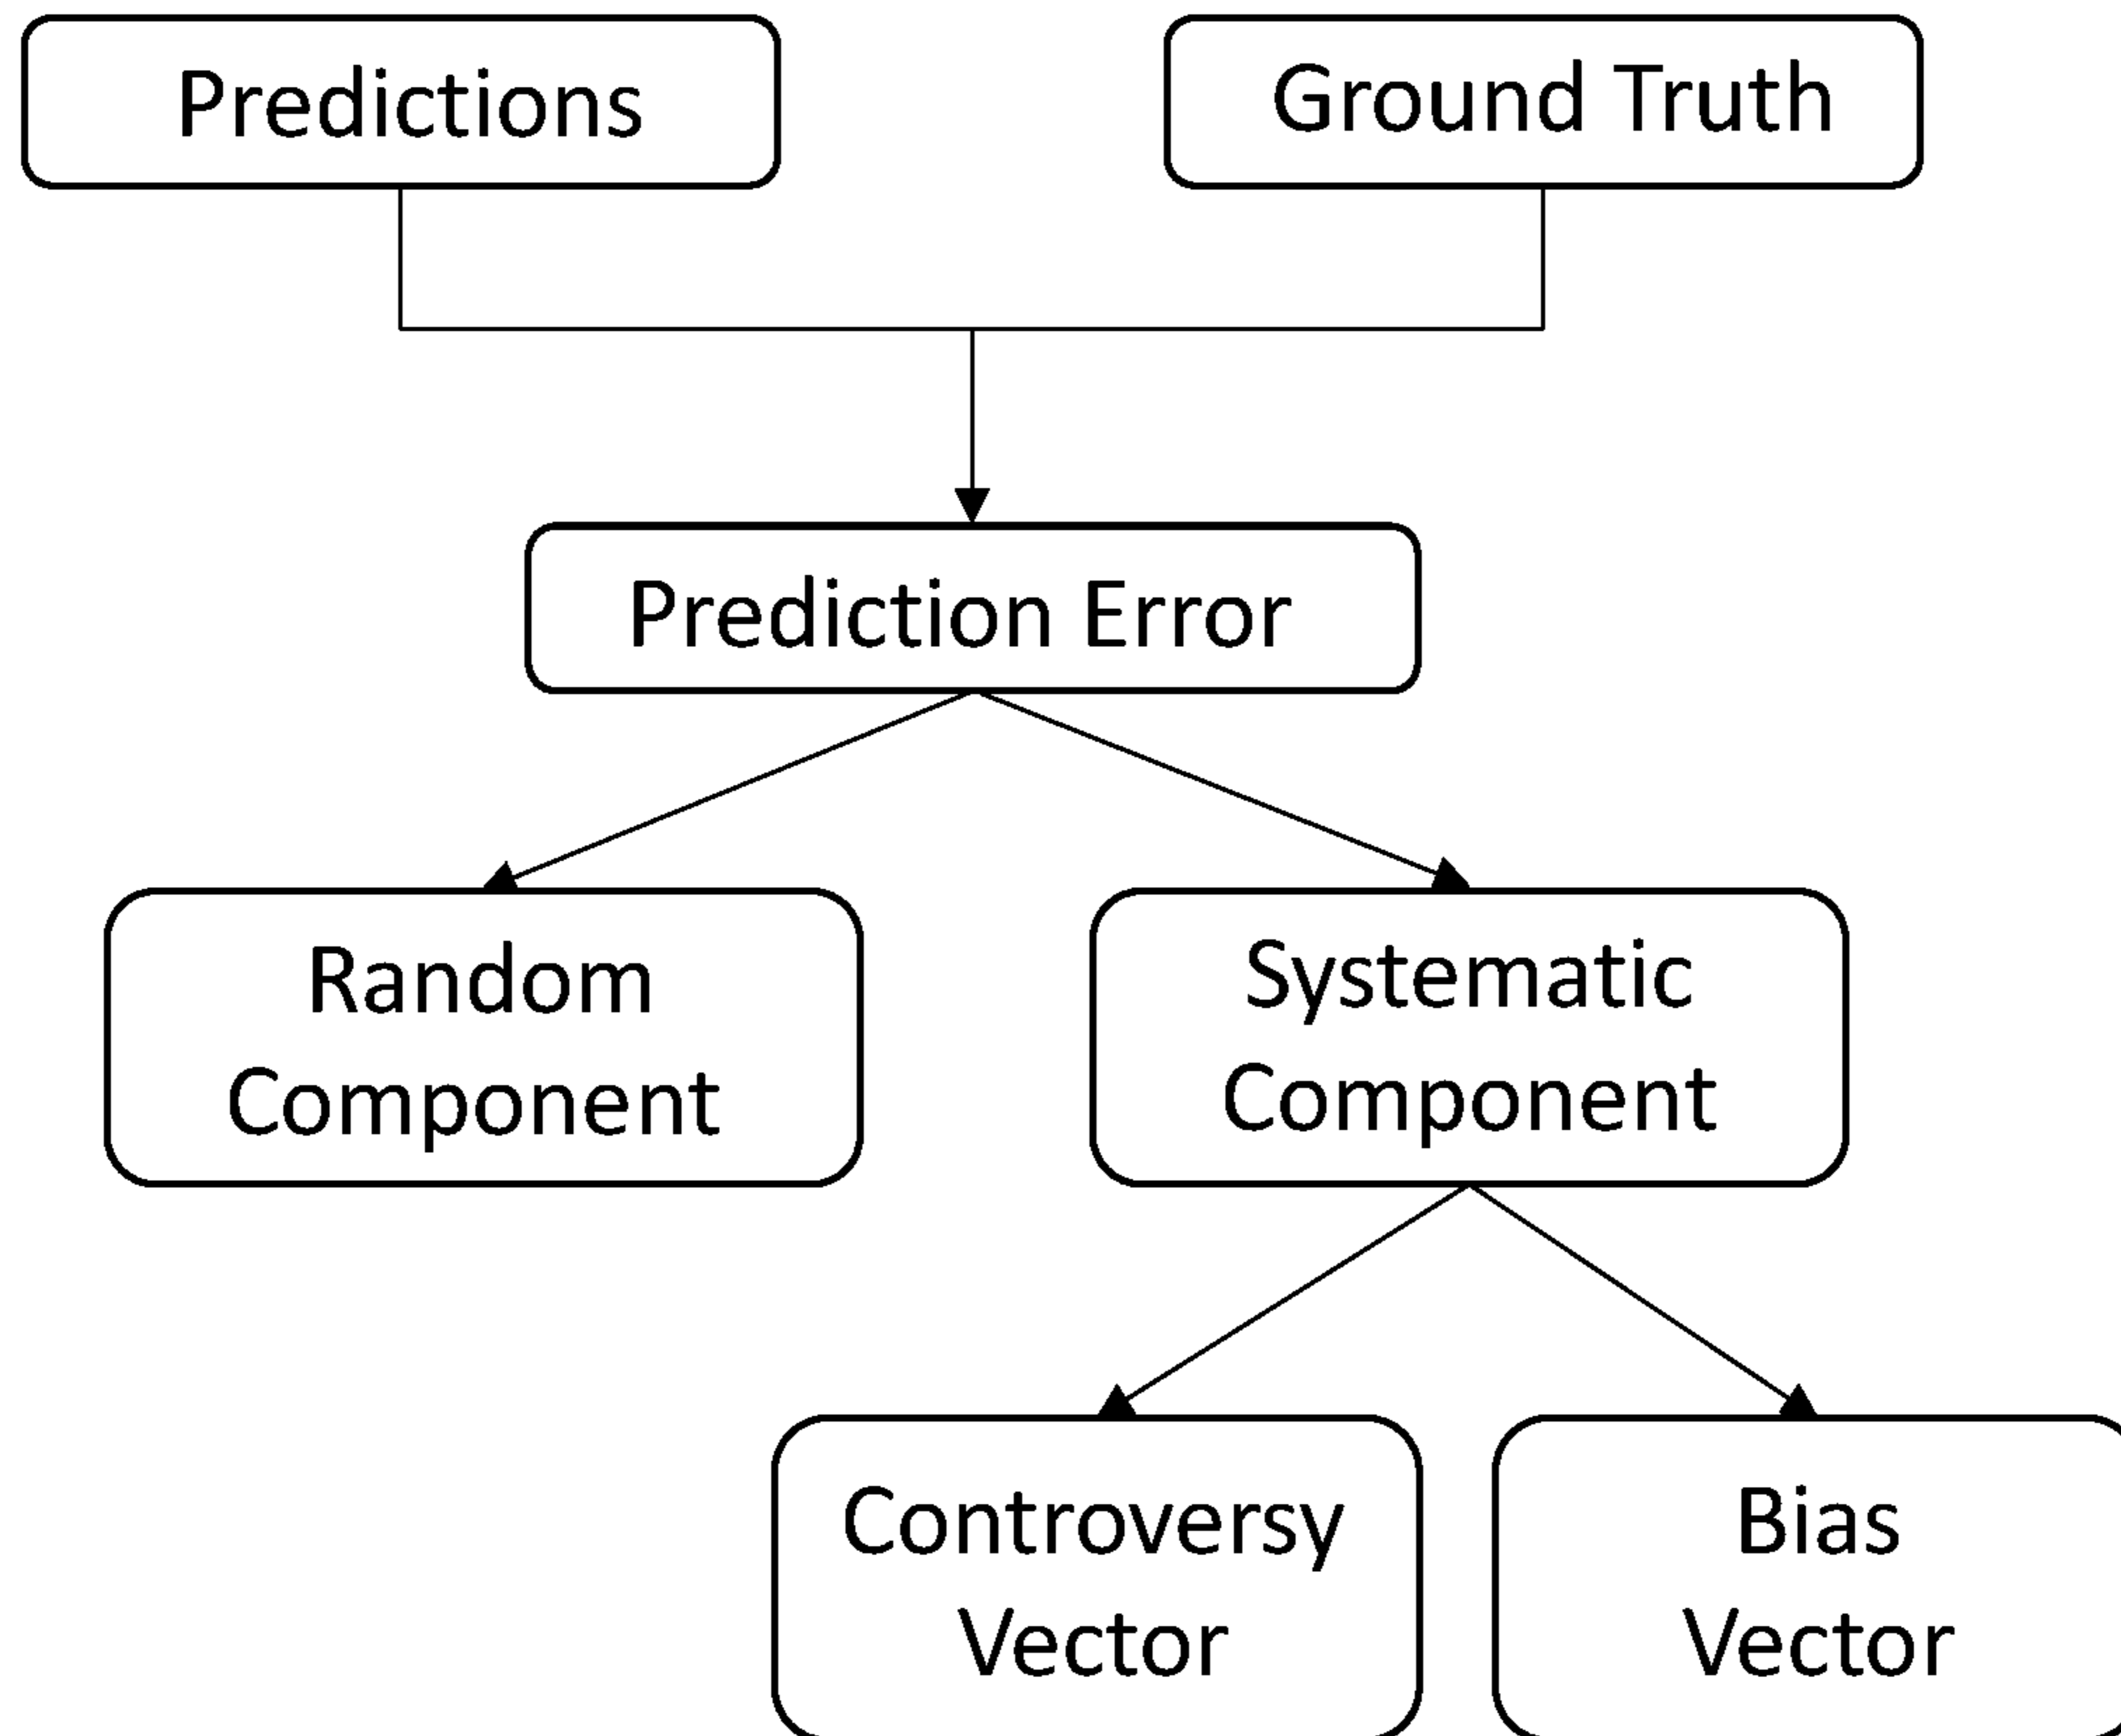 Predictions
Ground Truth
Prediction Error
Random
Component
Systematic
Component
Controversy
Vector
Bias
Vector